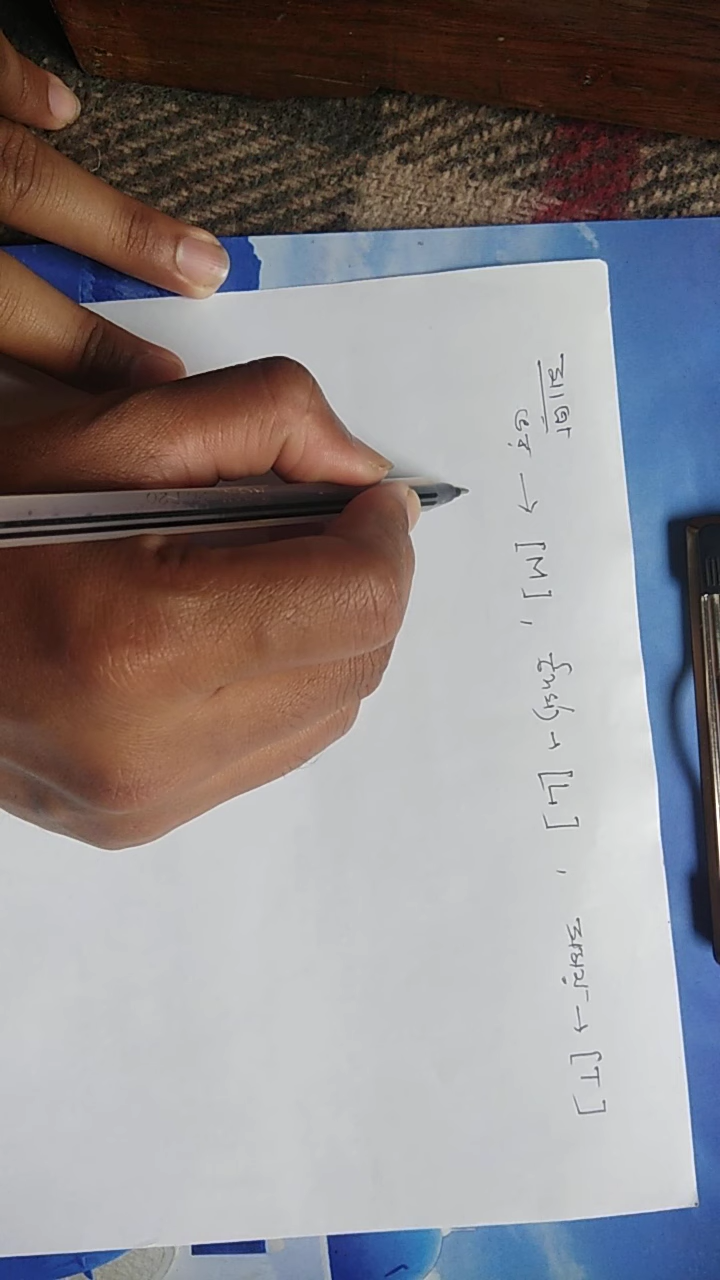 মাত্রা
ভর → [M] , দৈর্ঘ্য → [L] , সময় → [T]